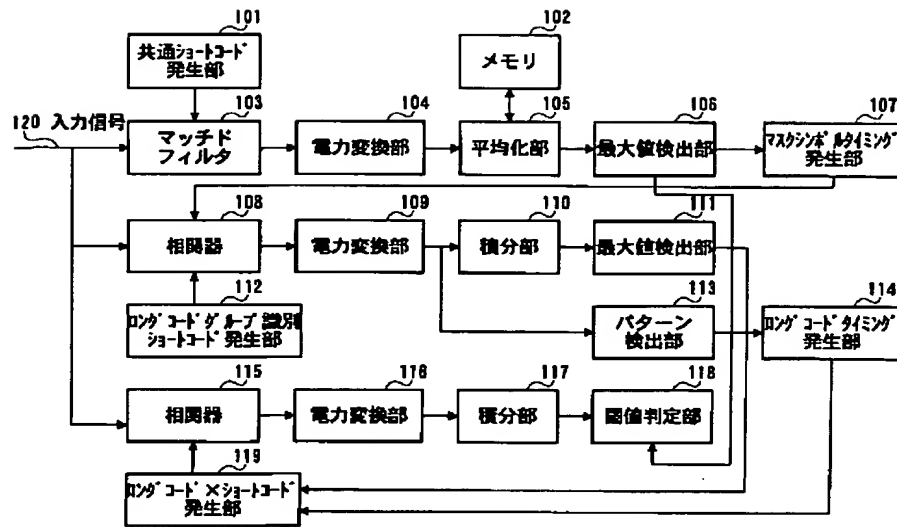 101
共通ショートコード
発生部
102
メモリ
120 入力信号
103
マッチド
フィルタ
104
電力変換部
105
平均化部
106
最大値検出部
107
マスクシンボルタイミング
発生部
108
相関器
109
電力変換部
110
積分部
111
最大値検出部
112
ロングコードグループ識別
ショートコード発生部
113
パターン
検出部
114
ロングコードタイミング
発生部
115
相関器
116
電力変換部
117
積分部
118
閾値判定部
119
ロングコード×ショートコード
発生部